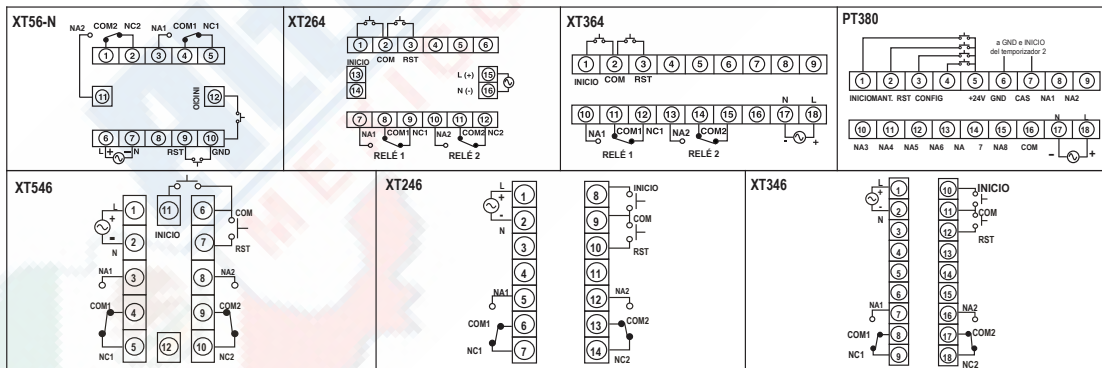 XT56-N
NA2 COM2 NC2 NA1 COM1 NC1
1 2 3 4 5
11 INICIO 12
6 7 8 9 10
L + - N RST GND
XT264
1 2 3 4 5 6
COM RST
INICIO
13 14
L (+) 15
N (-) 16
7 8 9 10 11 12
NA1 COM1 NC1 NA2 COM2 NC2
RELÉ 1 RELÉ 2
XT364
1 2 3 4 5 6 7 8 9
INICIO COM RST
N L
10 11 12 13 14 15 16 17 18
NA1 COM1 NC1 NA2 COM2 - +
RELÉ 1 RELÉ 2
PT380
a GND e INICIO
del temporizador 2
1 2 3 4 5 6 7 8 9
INICIO MANT. RST CONFIG +24V GND CAS NA1 NA2
N L
10 11 12 13 14 15 16 17 18
NA3 NA4 NA5 NA6 NA 7 NA8 COM - +
XT546
L 1 11 6 COM
+
-
N 2 INICIO 7 RST
NA1 3 8 NA2
COM1 4 9 COM2
NC1 5 12 10 NC2
XT246
L 1 8 INICIO
+
-
N 2 9 COM
3 10 RST
4 11
NA1 5 12 NA2
COM1 6 13 COM2
NC1 7 14 NC2
XT346
L 1 10 INICIO
+
-
N 2 11 COM
3 12 RST
4 13
5 14
6 15
NA1 7 16 NA2
COM1 8 17 COM2
NC1 9 18 NC2